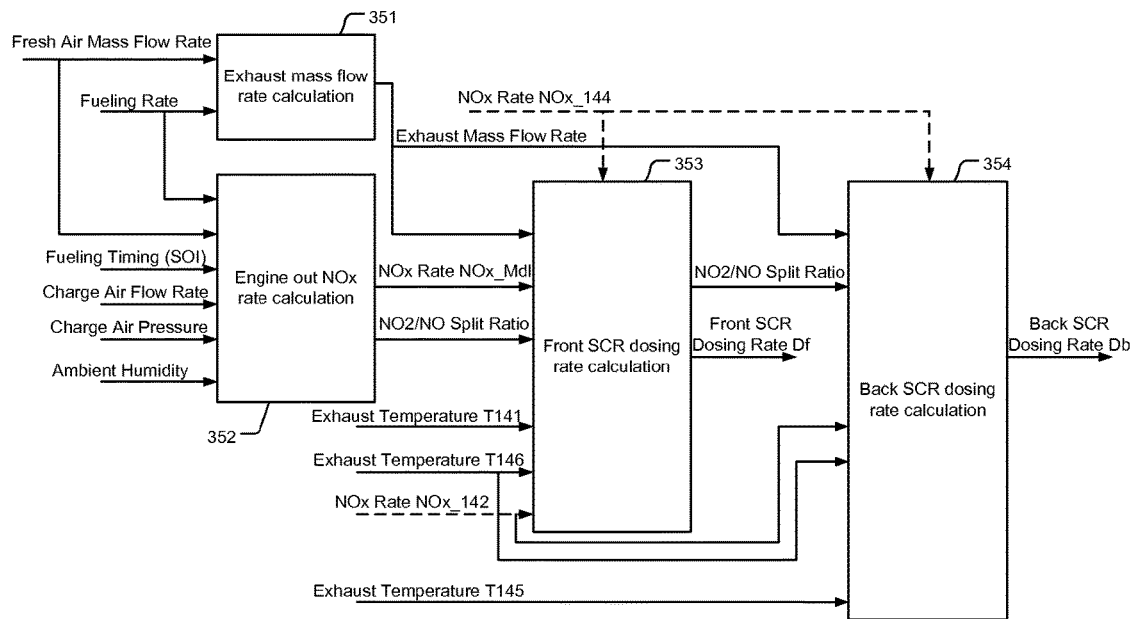 351
Fresh Air Mass Flow Rate
Exhaust mass flow
rate calculation
Fueling Rate
NOx Rate NOx_144
Exhaust Mass Flow Rate
353
354
Fueling Timing (SOI)
Engine out NOx
rate calculation
NOx Rate NOx_Mdl
NO2/NO Split Ratio
Charge Air Flow Rate
Charge Air Pressure
NO2/NO Split Ratio
Front SCR
Dosing Rate Df
Back SCR
Dosing Rate Db
Front SCR dosing
rate calculation
Ambient Humidity
Back SCR dosing
rate calculation
352
Exhaust Temperature T141
Exhaust Temperature T146
NOx Rate NOx_142
Exhaust Temperature T145